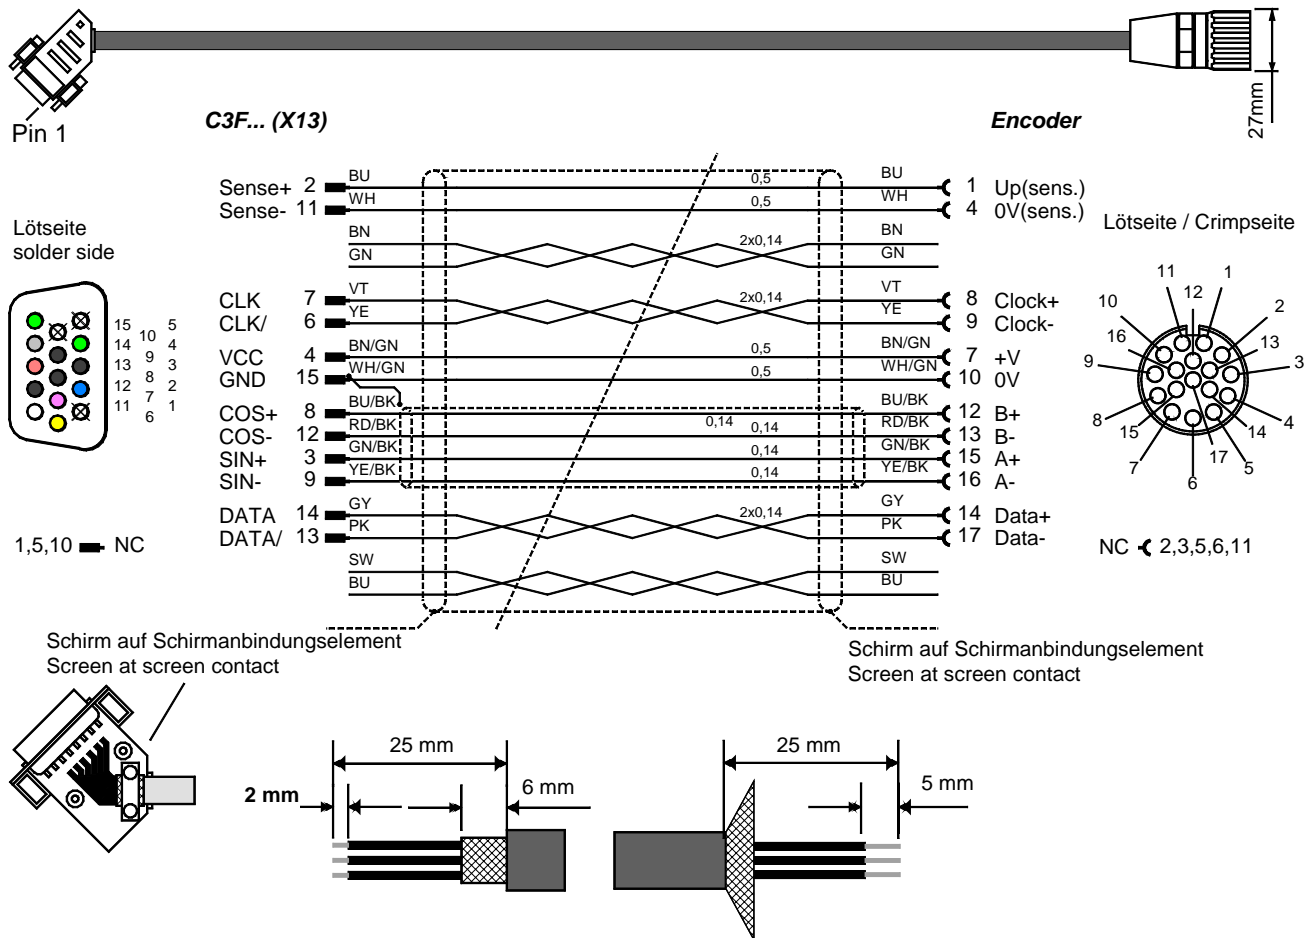 27mm
Pin 1
C3F... (X13)
Encoder
Sense+ 2 BU 0,5 BU 1 Up(sens.)
Sense- 11 WH 0,5 WH 4 0V(sens.)
BN 2x0,14 BN
GN GN
CLK 7 VT 2x0,14 VT 8 Clock+
CLK/ 6 YE YE 9 Clock-
VCC 4 BN/GN 0,5 BN/GN 7 +V
GND 15 WH/GN 0,5 WH/GN 10 0V
COS+ 8 BU/BK 0,14 BU/BK 12 B+
COS- 12 RD/BK 0,14 RD/BK 13 B-
SIN+ 3 GN/BK 0,14 GN/BK 15 A+
SIN- 9 YE/BK 0,14 YE/BK 16 A-
DATA 14 GY 2x0,14 GY 14 Data+
DATA/ 13 PK PK 17 Data-
SW SW
BU BU
Lötseite
solder side
15 5
10
14 4
9
13 3
8
12 2
7
11 1
6
1,5,10 NC
Lötseite / Crimpseite
11 1
12
10 2
16 13
9 3
8 4
15 14
7 17 5
6
NC 2,3,5,6,11
Schirm auf Schirmanbindungselement
Screen at screen contact
Schirm auf Schirmanbindungselement
Screen at screen contact
25 mm
2 mm
6 mm
25 mm
5 mm